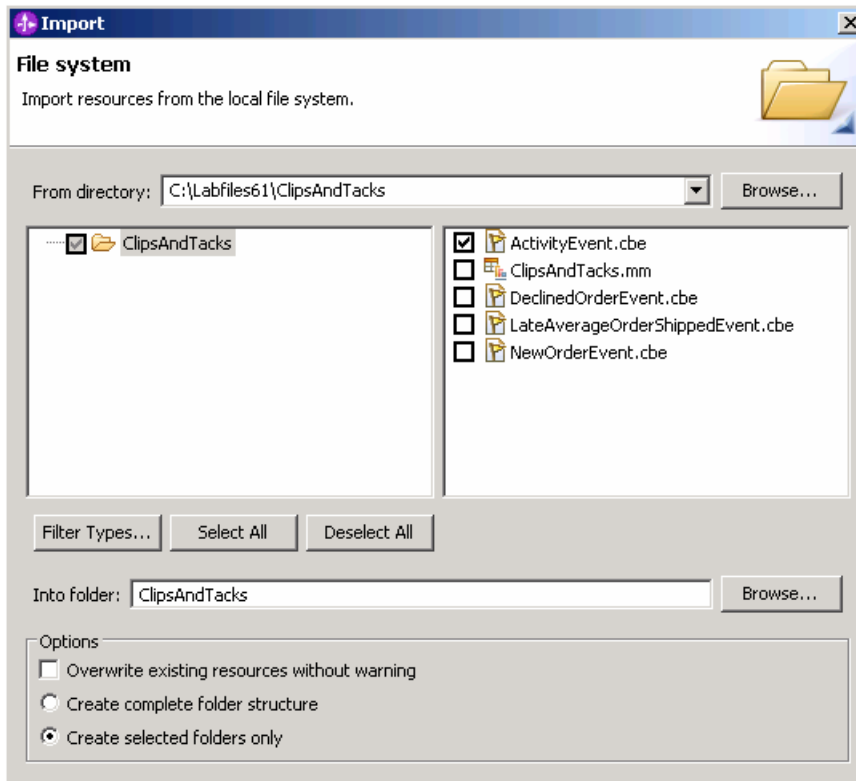 Import
File system
Import resources from the local file system.
From directory: C:\Labfiles61\ClipsAndTacks Browse...
ClipsAndTacks
ActivityEvent.cbe
ClipsAndTacks.mm
DeclinedOrderEvent.cbe
LateAverageOrderShippedEvent.cbe
NewOrderEvent.cbe
Filter Types... Select All Deselect All
Into folder: ClipsAndTacks Browse...
Options
Overwrite existing resources without warning
Create complete folder structure
Create selected folders only